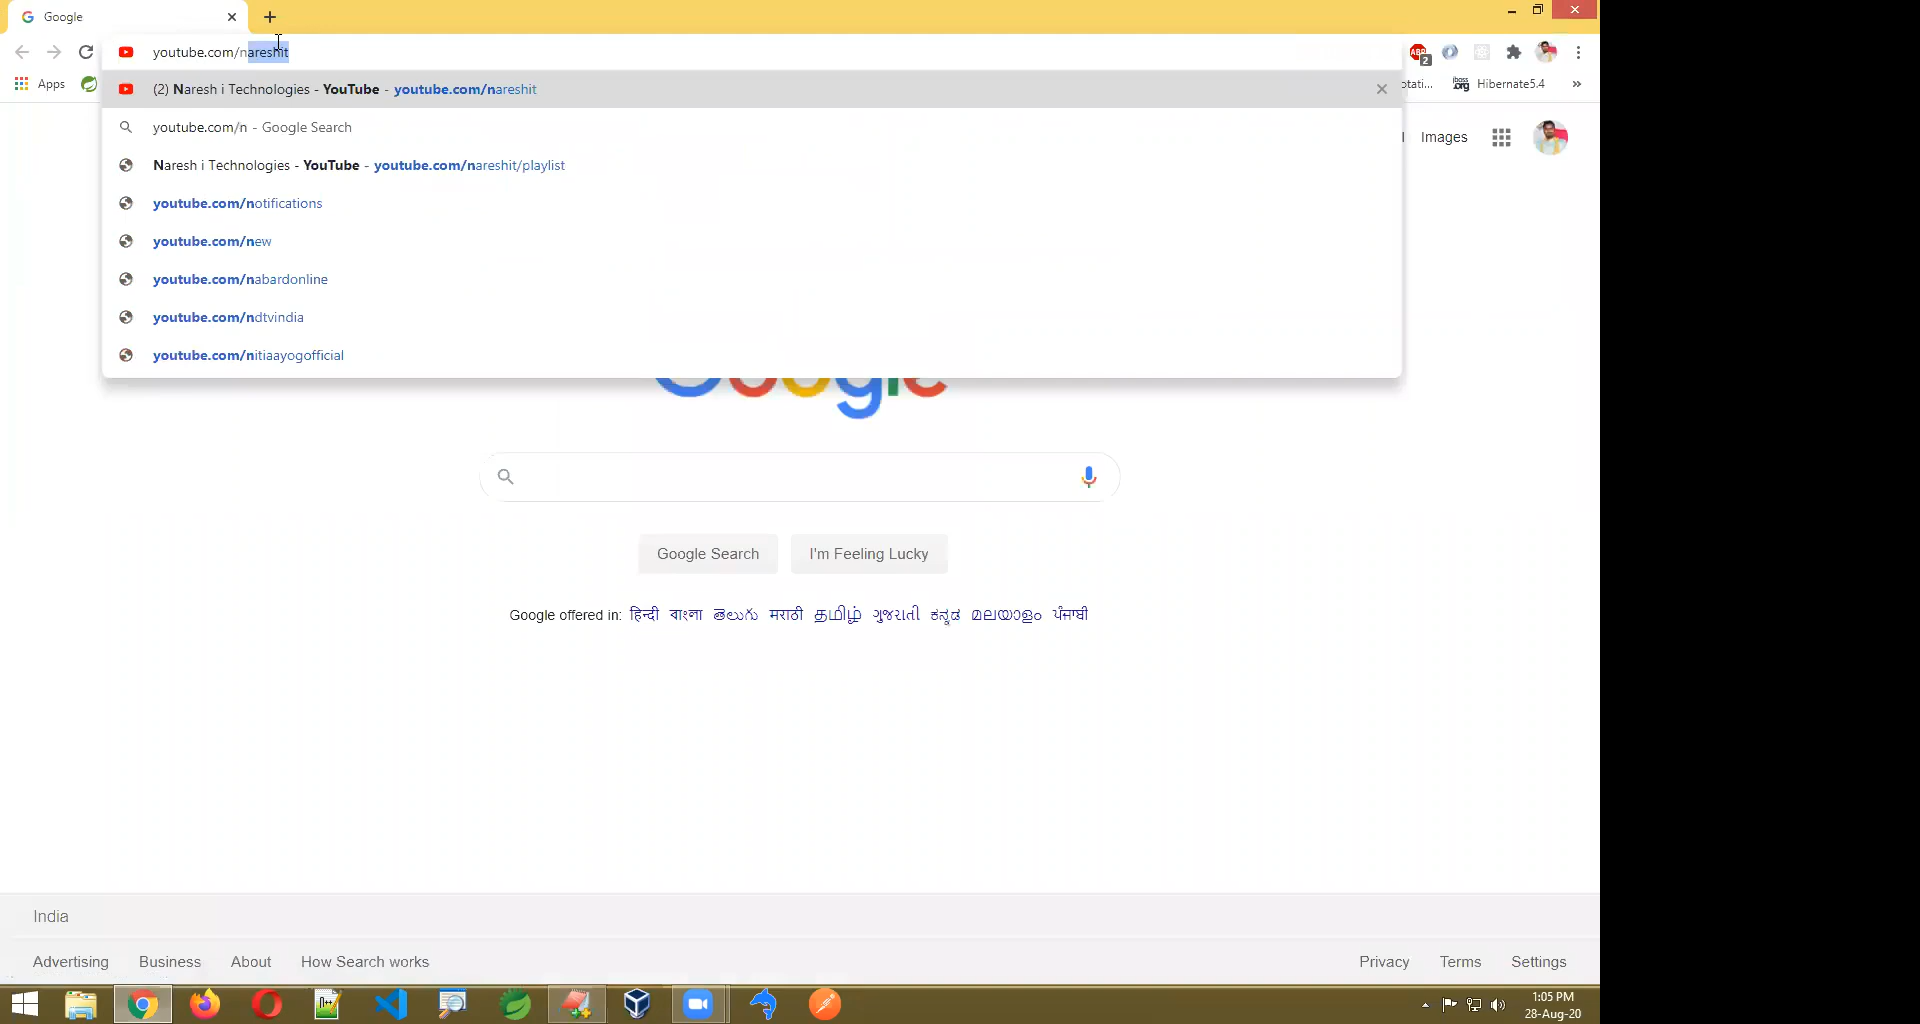 Google
youtube.com/nareshit
Apps
otati...
Hibernate5.4
(2) Naresh i Technologies - YouTube - youtube.com/nareshit
youtube.com/n - Google Search
Naresh i Technologies - YouTube - youtube.com/nareshit/playlist
youtube.com/notifications
youtube.com/new
youtube.com/nabardonline
youtube.com/ndtvindia
youtube.com/nitiaayogofficial
Images
Google
Google Search
I'm Feeling Lucky
Google offered in: हिन्दी বাংলা తెలుగు मराठी தமிழ் ગુજરાતી ಕನ್ನಡ മലയാളം ਪੰਜਾਬੀ
India
Advertising
Business
About
How Search works
Privacy
Terms
Settings
1:05 PM
28-Aug-20